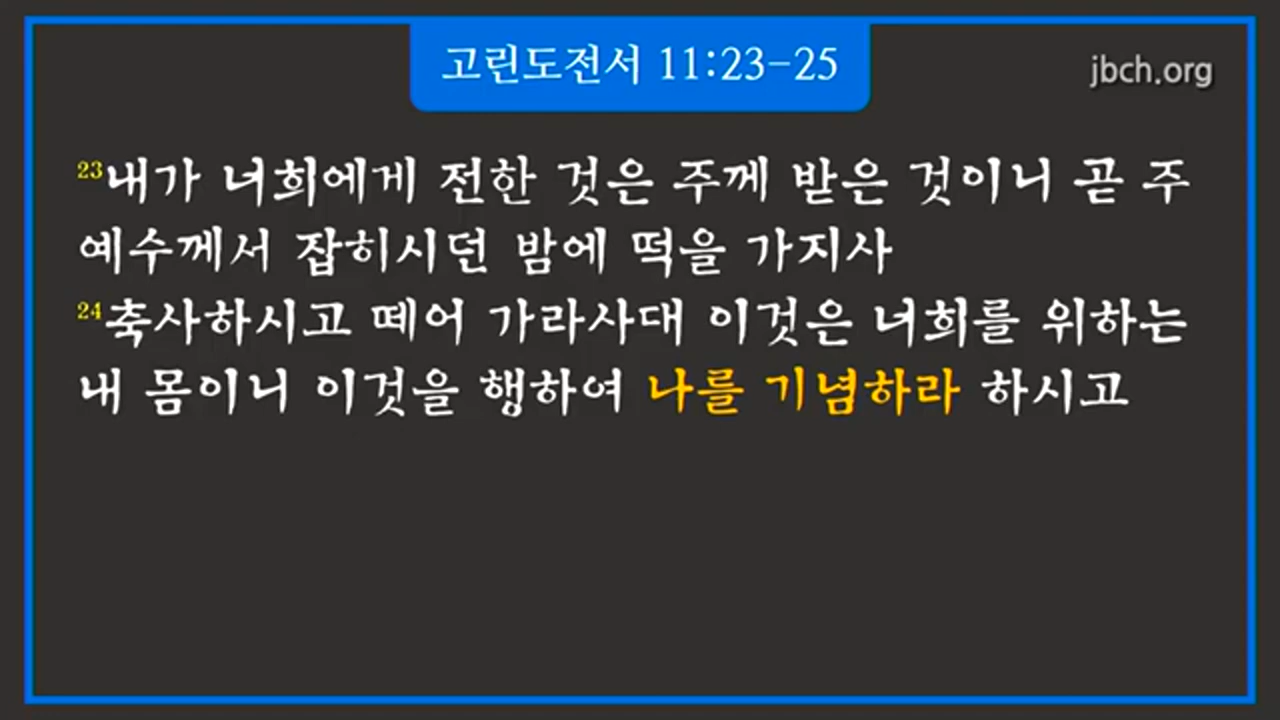 고린도전서 11:23-25
jbch.org
23내가 너희에게 전한 것은 주께 받은 것이니 곧 주
예수께서 잡히시던 밤에 떡을 가지사
24축사하시고 떼어 가라사대 이것은 너희를 위하는
내 몸이니 이것을 행하여 나를 기념하라 하시고